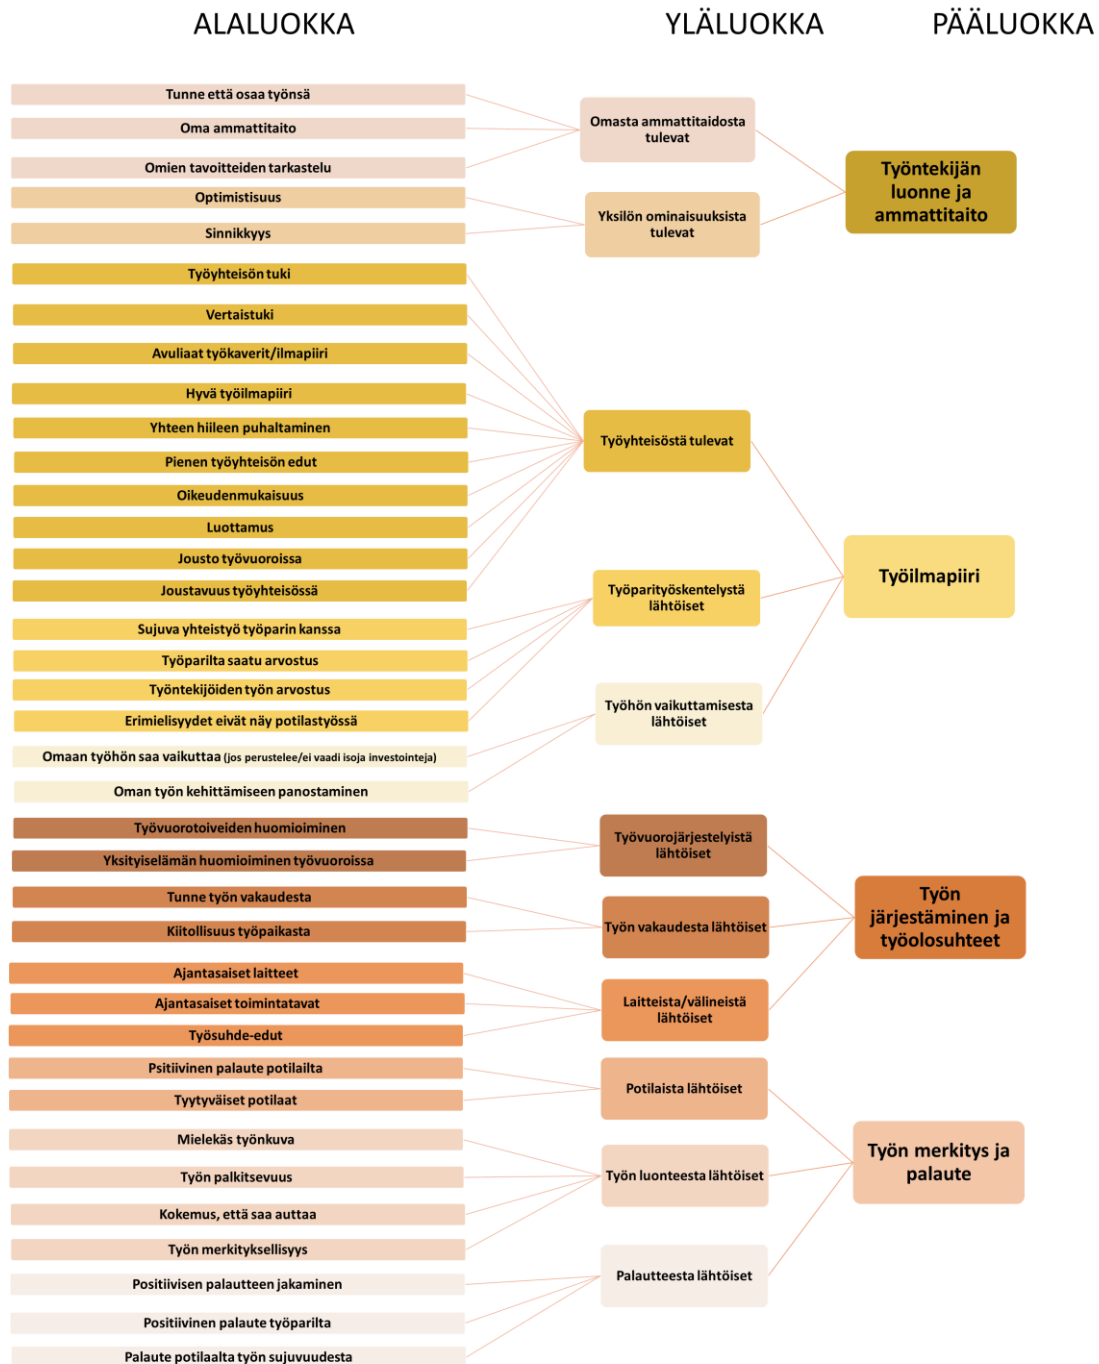 ALALUOKKA
YLÄLUOKKA
PÄÄLUOKKA
Tunne että osaa työnsä
Oma ammattitaito
Omien tavoitteiden tarkastelu
Optimistisuus
Sinnikkyys
Työyhteisön tuki
Vertaistuki
Avuliaat työkaverit/ilmapiiri
Hyvä työilmapiiri
Yhteen hiileen puhaltaminen
Pienen työyhteisön edut
Oikeudenmukaisuus
Luottamus
Jousto työvuoroissa
Joustavuus työyhteisössä
Sujuva yhteistyö työparin kanssa
Työparilta saatu arvostus
Työntekijöiden työn arvostus
Erimielisyydet eivät näy potilastyössä
Omaan työhön saa vaikuttaa (jos perustelee/ei vaadi isoja investointeja)
Oman työn kehittämiseen panostaminen
Työvuorotoiveiden huomioiminen
Yksityiselämän huomioiminen työvuoroissa
Tunne työn vakaudesta
Kiitollisuus työpaikasta
Ajantasaiset laitteet
Ajantasaiset toimintatavat
Työsuhde-edut
Psitiivinen palaute potilailta
Tyytyväiset potilaat
Mielekäs työnkuva
Työn palkitsevuus
Kokemus, että saa auttaa
Työn merkityksellisyys
Positiivisen palautteen jakaminen
Positiivinen palaute työparilta
Palaute potilaalta työn sujuvuudesta
Omasta ammattitaidosta
tulevat
Yksilön ominaisuuksista
tulevat
Työyhteisöstä tulevat
Työparityöskentelystä
lähtöiset
Työhön vaikuttamisesta
lähtöiset
Työvuorojärjestelyistä
lähtöiset
Työn vakaudesta lähtöiset
Laitteista/välineistä
lähtöiset
Potilaista lähtöiset
Työn luonteesta lähtöiset
Palautteesta lähtöiset
Työntekijän
luonne ja
ammattitaito
Työilmapiiri
Työn
järjestäminen ja
työolosuhteet
Työn merkitys ja
palaute